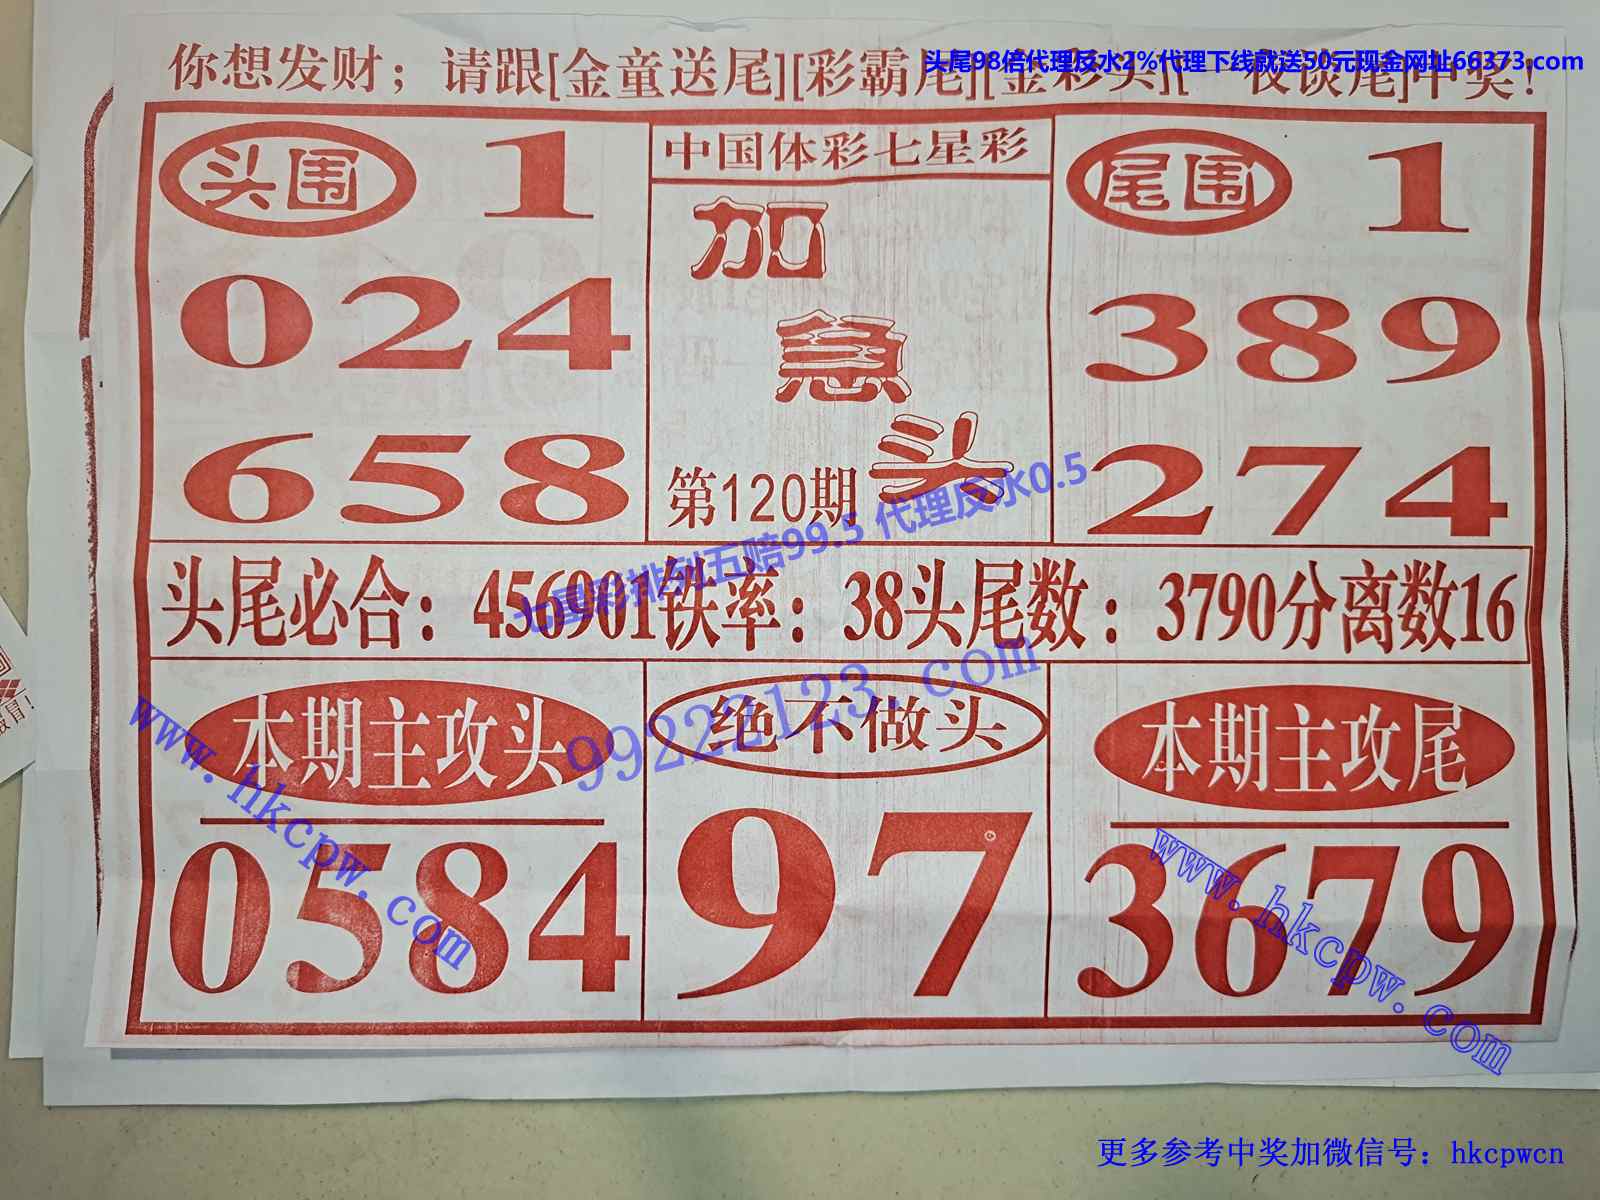 你想发财；请跟[金童送尾][彩霸尾][金彩头][一夜谈尾]中奖！
头尾98倍代理反水2%代理下线就送50元现金网址66373.com
头围 1
024
658
中国体彩七星彩
加
急
头
第120期
尾围 1
389
274
七星彩排列五赔99.5 代理反水0.5
头尾必合：456901铁率：38头尾数：3790分离数16
99222123.com
www.hkcpw.com
本期主攻头
0584
绝不做头
97
本期主攻尾
3679
www.hkcpw.com
更多参考中奖加微信号：hkcpwcn